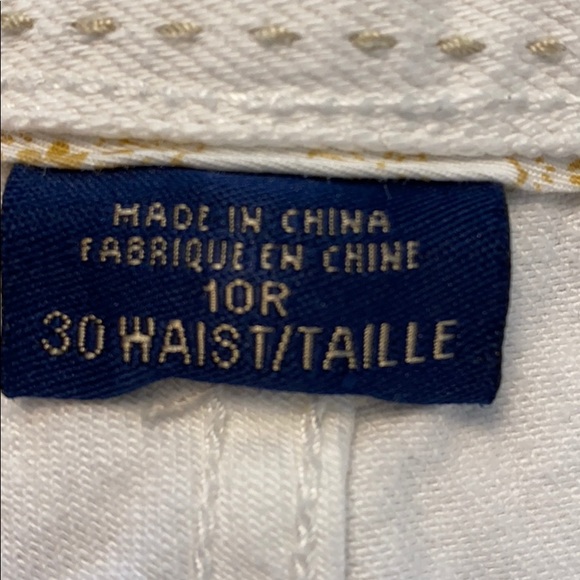 MADE IN CHINA
FABRIQUE EN CHINE
10R
30 WAIST/TAILLE